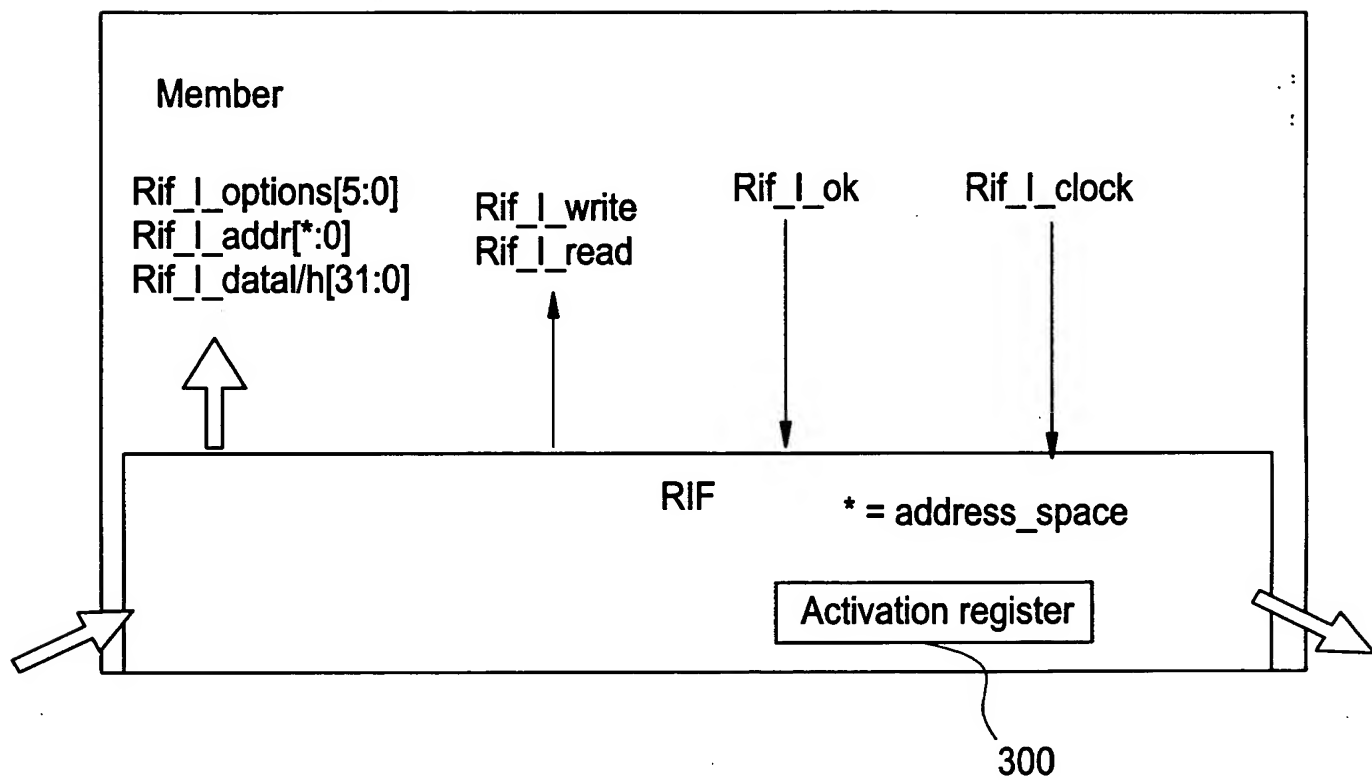 Member
Rif_I_options[5:0]
Rif_I_addr[*:0]
Rif_I_datal/h[31:0]
Rif_I_write
Rif_I_read
Rif_I_ok
Rif_I_clock
RIF
* = address_space
Activation register
300